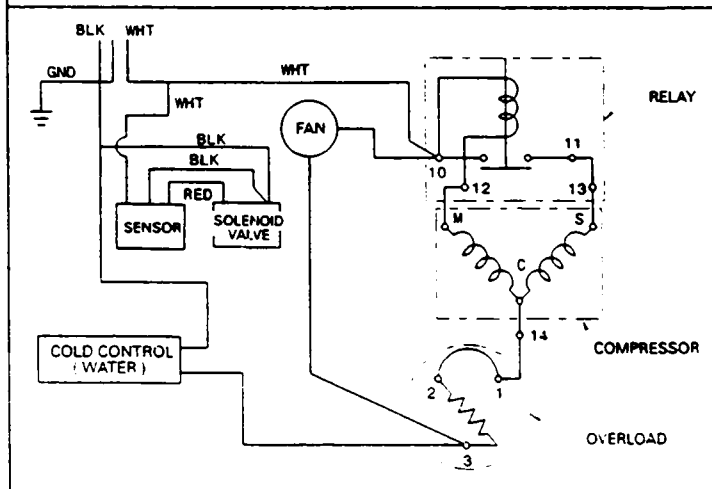 BLK WHT
GND
WHT
WHT
RELAY
FAN
BLK
BLK
RED
10
12
11
13
SENSOR
SOLENOID
VALVE
M
S
C
14
COMPRESSOR
COLD CONTROL
( WATER )
2
1
OVERLOAD
3